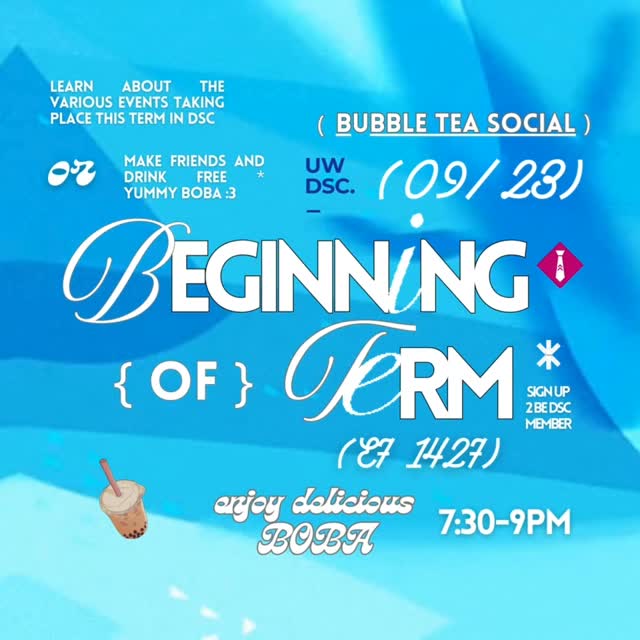 LEARN ABOUT THE
VARIOUS EVENTS TAKING
PLACE THIS TERM IN DSC
( BUBBLE TEA SOCIAL )
or
MAKE FRIENDS AND
DRINK FREE *
YUMMY BOBA :3
UW
DSC.
(09/23)
BEGINNiNG
{ OF } TeRM
*
SIGN UP
2 BE DSC
MEMBER
(E7 1427)
enjoy dolicious
BOBA
7:30-9PM